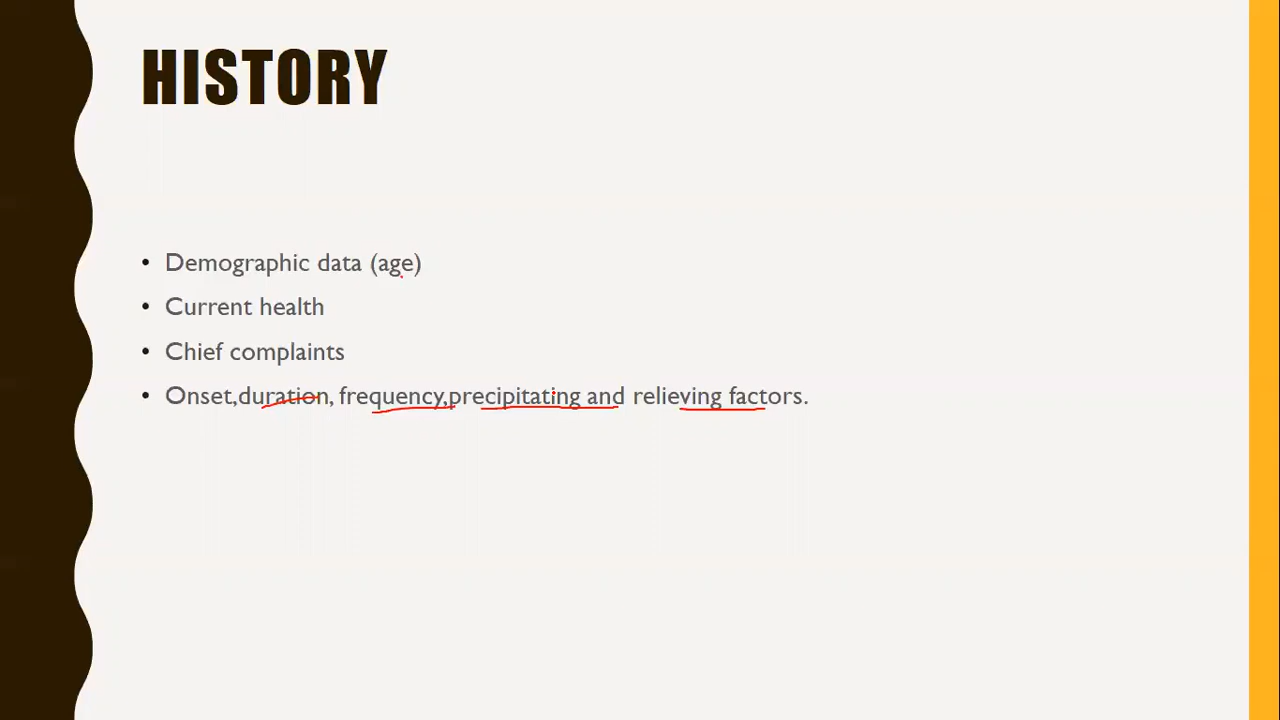 HISTORY
• Demographic data (age)
• Current health
• Chief complaints
• Onset,duration, frequency,precipitating and relieving factors.